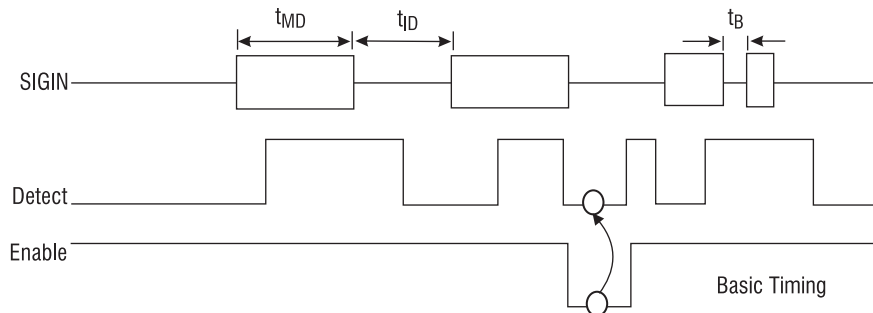 tMD
tID
tB
SIGIN
Detect
Enable
Basic Timing